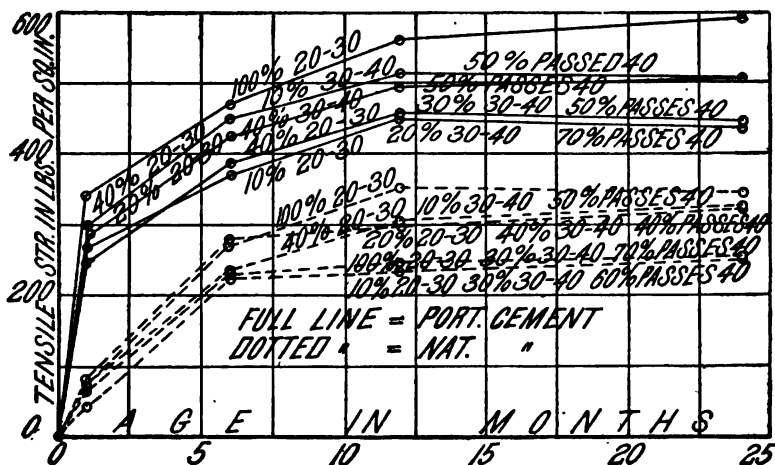 600
400
200
0
TENSILE STR. IN LBS. PER SQ.IN.
100% 20-30
70% 30-40
50% PASSED 40
40% 20-30
20% 20-30
40% 30-40
50% PASSES 40
40% 20-30
30% 30-40 50% PASSES 40
10% 20-30
20% 30-40 70% PASSES 40
100% 20-30
10% 30-40 50% PASSES 40
40% 20-30
20% 20-30 40% 30-40 40% PASSES 40
100% 20-30 30-40 70% PASSES 40
10% 20-30 30% 30-40 60% PASSES 40
FULL LINE = PORT. CEMENT
DOTTED " = NAT. "
AGE IN MONTHS
0 5 10 15 20 25